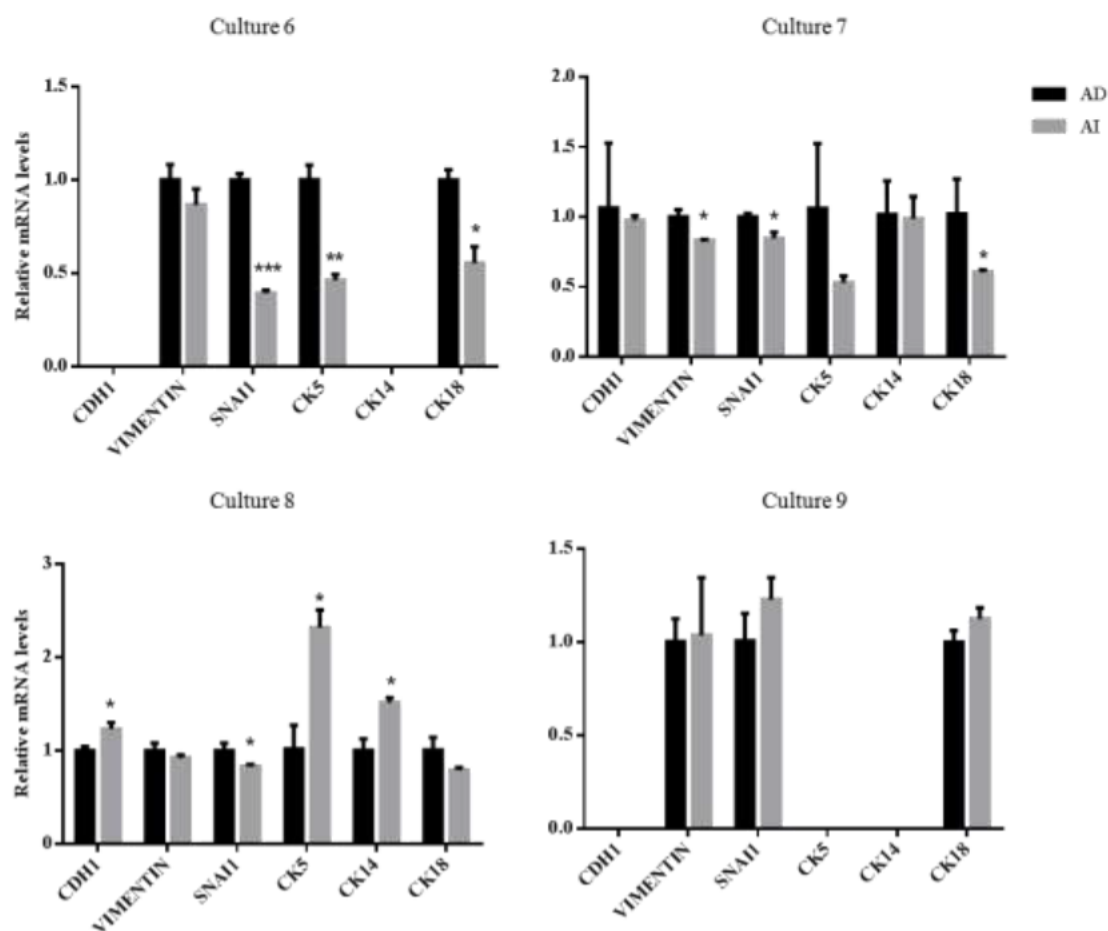 Culture 6
Culture 7
AD
AI
Relative mRNA levels
1.5
1.0
0.5
0.0
***
**
*
CDH1
VIMENTIN
SNAI1
CK5
CK14
CK18
2.0
1.5
1.0
0.5
0.0
*
*
*
CDH1
VIMENTIN
SNAI1
CK5
CK14
CK18
Culture 8
Culture 9
Relative mRNA levels
3
2
1
0
*
*
*
*
CDH1
VIMENTIN
SNAI1
CK5
CK14
CK18
1.5
1.0
0.5
0.0
CDH1
VIMENTIN
SNAI1
CK5
CK14
CK18